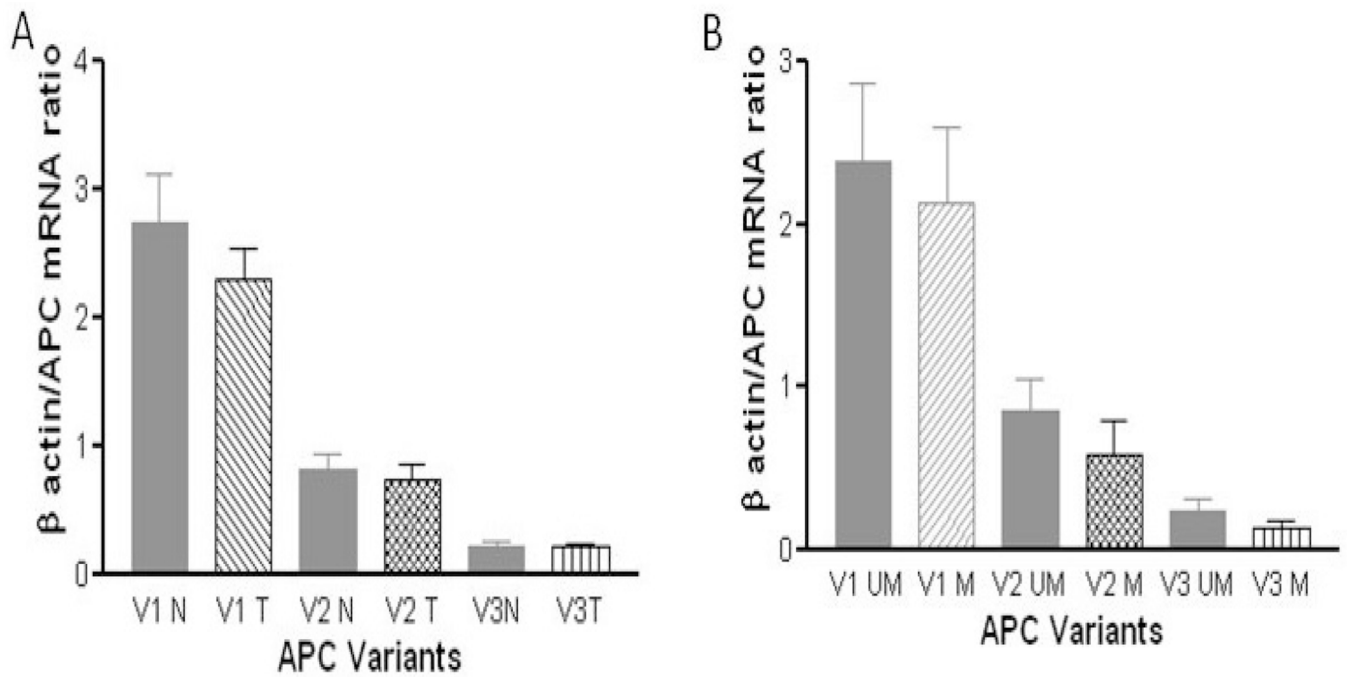 A
β actin/APC mRNA ratio
4
3
2
1
0
V1 N V1 T V2 N V2 T V3N V3T
APC Variants
B
β actin/APC mRNA ratio
3
2
1
0
V1 UM V1 M V2 UM V2 M V3 UM V3 M
APC Variants